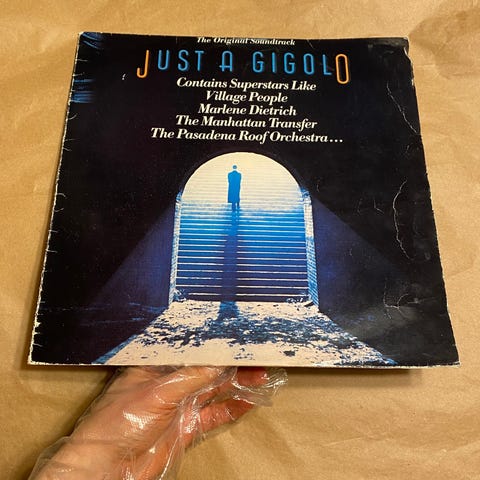 The Original Soundtrack
JUST A GIGOLO
Contains Superstars Like
Village People
Marlene Dietrich
The Manhattan Transfer
The Pasadena Roof Orchestra...